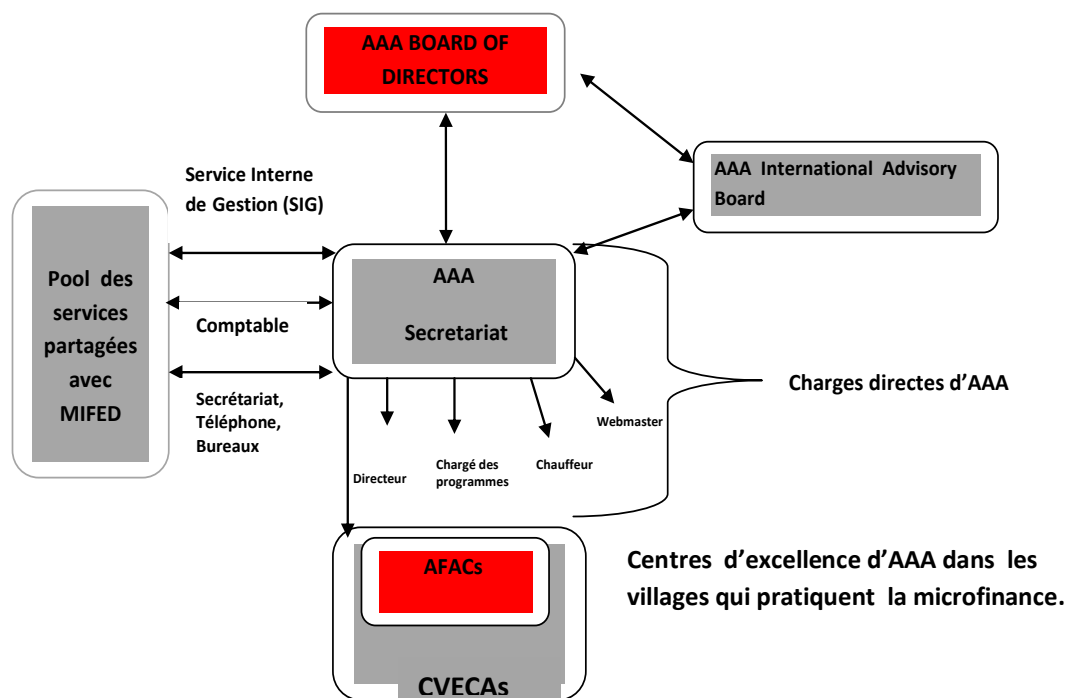 AAA BOARD OF
DIRECTORS
AAA International Advisory
Board
Service Interne
de Gestion (SIG)
Pool des
services
partagées
avec
MIFED
Comptable
Secrétariat,
Téléphone,
Bureaux
AAA
Secretariat
Charges directes d’AAA
Webmaster
Directeur
Chargé des
programmes
Chauffeur
AFACs
CVECAs
Centres d’excellence d’AAA dans les
villages qui pratiquent la microfinance.